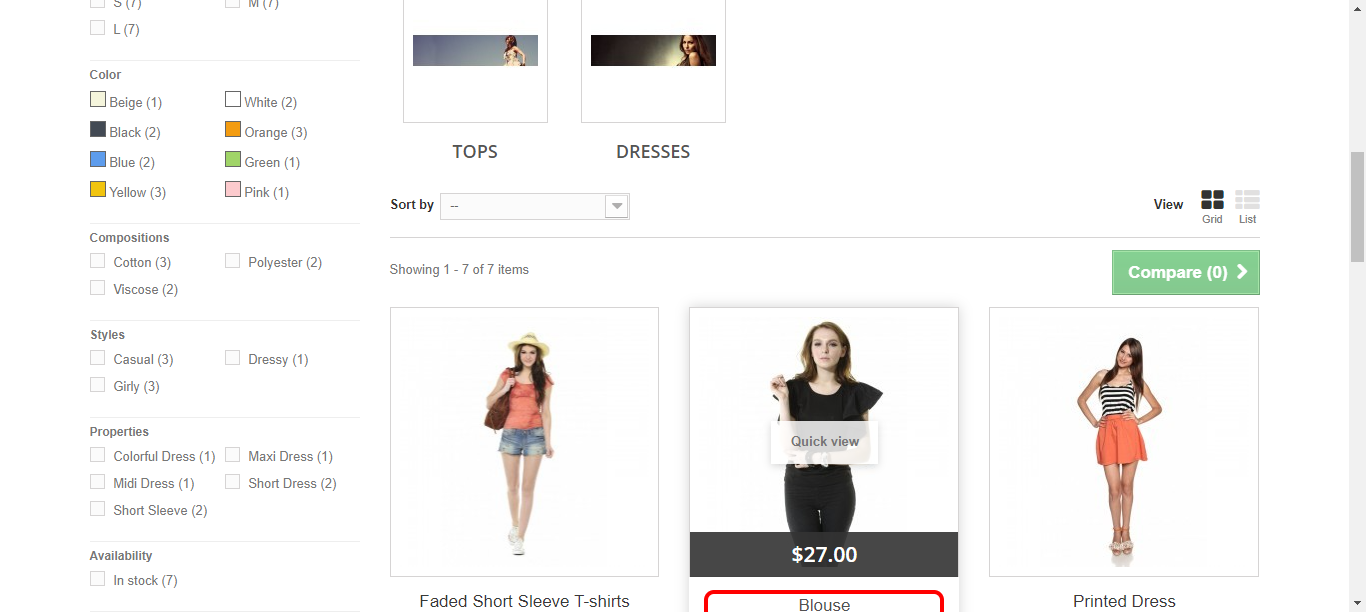 S (7)
M (7)
L (7)
Color
Beige (1)
White (2)
Black (2)
Orange (3)
Blue (2)
Green (1)
Yellow (3)
Pink (1)
Compositions
Cotton (3)
Polyester (2)
Viscose (2)
Styles
Casual (3)
Dressy (1)
Girly (3)
Properties
Colorful Dress (1)
Maxi Dress (1)
Midi Dress (1)
Short Dress (2)
Short Sleeve (2)
Availability
In stock (7)
TOPS
DRESSES
Sort by
--
View
Grid
List
Showing 1 - 7 of 7 items
Compare (0)
Quick view
$27.00
Faded Short Sleeve T-shirts
Blouse
Printed Dress